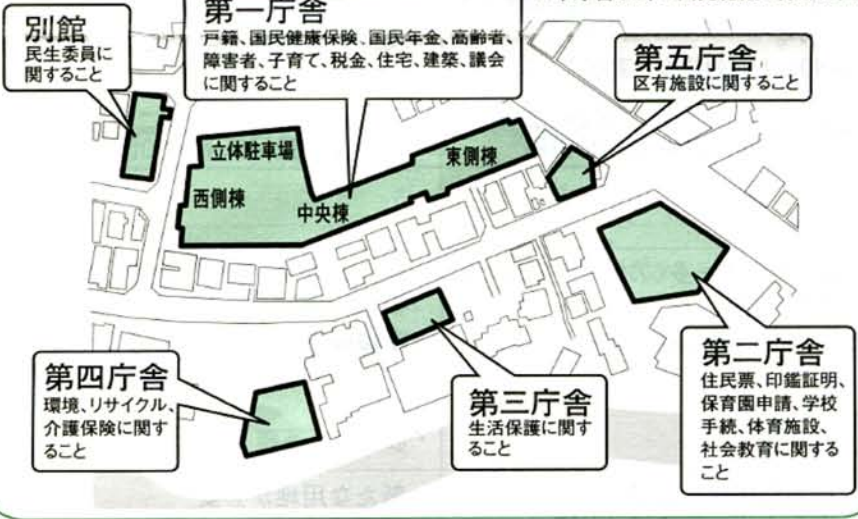 別館
民生委員に
関すること
第一庁舎
戸籍、国民健康保険、国民年金、高齢者、
障害者、子育て、税金、住宅、建築、議会
に関すること
第五庁舎
区有施設に関すること
立体駐車場
西側棟
中央棟
東側棟
第四庁舎
環境、リサイクル、
介護保険に関す
ること
第三庁舎
生活保護に関す
ること
第二庁舎
住民票、印鑑証明、
保育園申請、学校
手続、体育施設、
社会教育に関する
こと